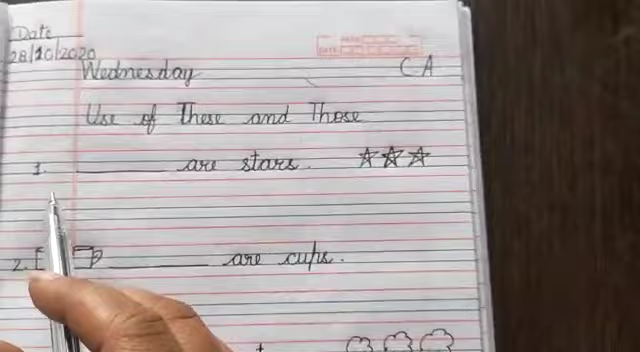 Date
28/10/2020
Wednesday CA
Use of These and Those
1. ________ are stars.
2. ________ are cups.